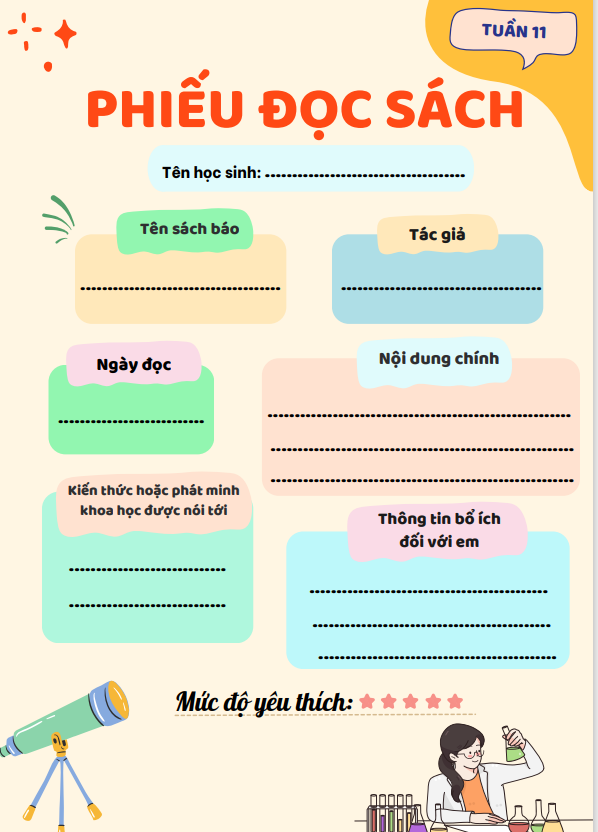 TUẦN 11
PHIẾU ĐỌC SÁCH
Tên học sinh: .....................................
Tên sách báo
.....................................
Tác giả
.....................................
Ngày đọc
...........................
Nội dung chính
........................................................
........................................................
........................................................
Kiến thức hoặc phát minh
khoa học được nói tới
.............................
.............................
Thông tin bổ ích
đối với em
............................................
............................................
............................................
Mức độ yêu thích: